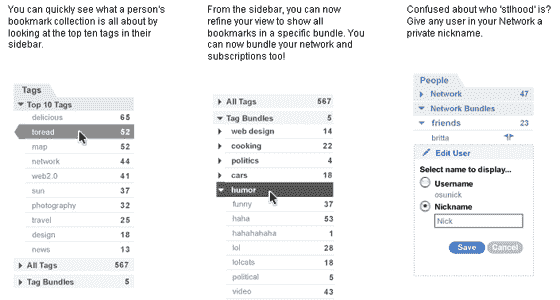 You can quickly see what a person's
bookmark collection is all about by
looking at the top ten tags in their
sidebar.
Tags
Top 10 Tags
delicious 65
toread 52
map 52
network 44
web2.0 41
sun 37
photography 32
travel 25
design 18
news 13
All Tags 567
Tag Bundles 5
From the sidebar, you can now
refine your view to show all
bookmarks in a specific bundle. You
can now bundle your network and
subscriptions too!
All Tags 567
Tag Bundles 5
web design 14
cooking 22
politics 4
cars 18
humor
funny 37
haha 53
hahahahaha 1
lol 28
lolcats 18
political 5
video 43
Confused about who 'stlhood' is?
Give any user in your Network a
private nickname.
People
Network 47
Network Bundles
friends 23
britta
Edit User
Select name to display...
Username
osunick
Nickname
Nick
Save Cancel